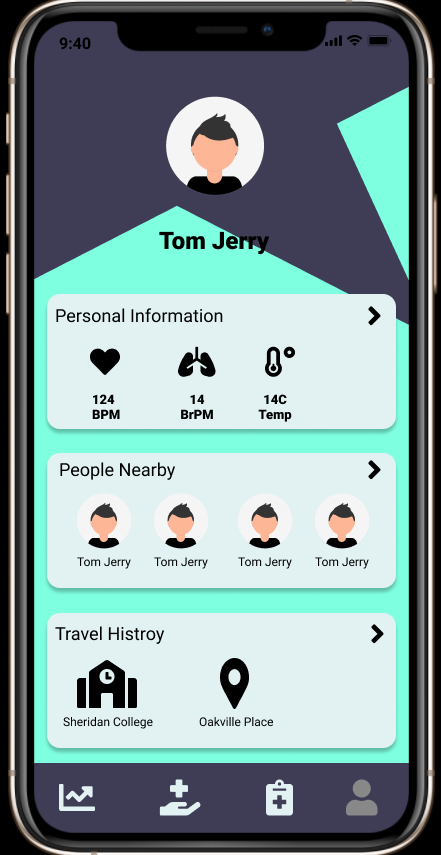 9:40
Tom Jerry
Personal Information
124 14 14C
BPM BrPM Temp
People Nearby
Tom Jerry Tom Jerry Tom Jerry Tom Jerry
Travel Histroy
Sheridan College Oakville Place